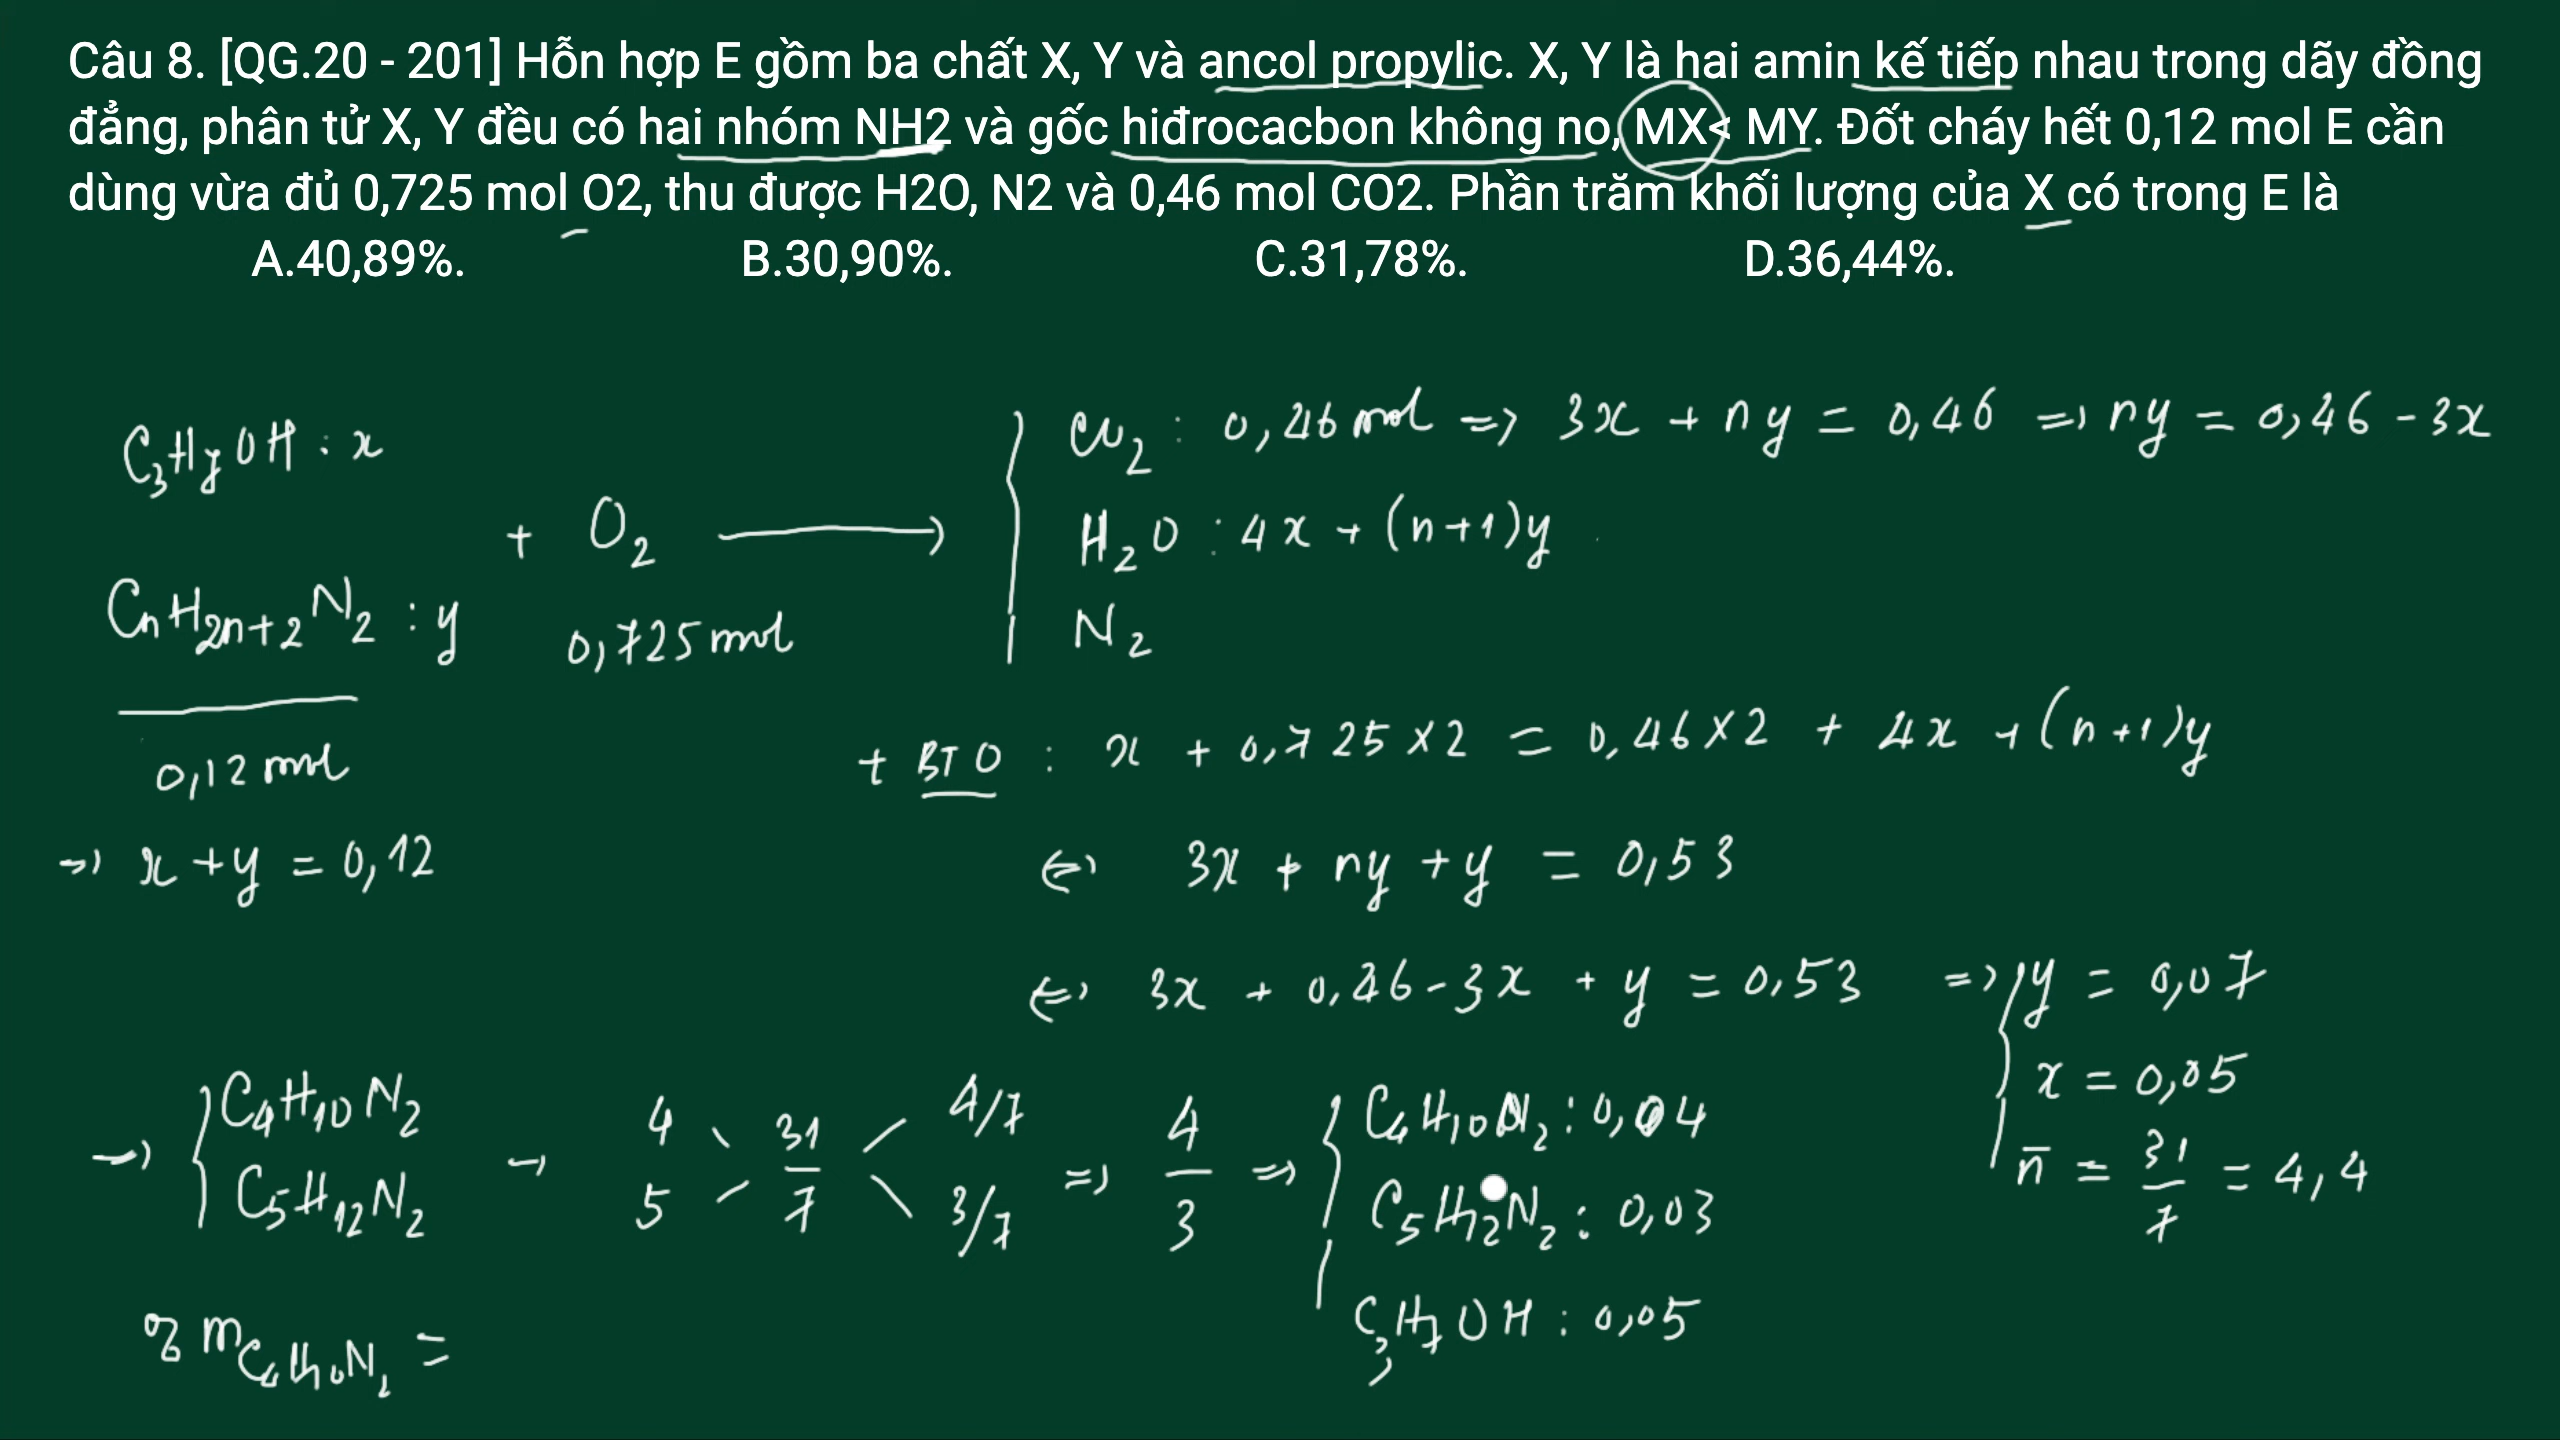 Câu 8. [QG.20 - 201] Hỗn hợp E gồm ba chất X, Y và ancol propylic. X, Y là hai amin kế tiếp nhau trong dãy đồng
đẳng, phân tử X, Y đều có hai nhóm NH2 và gốc hiđrocacbon không no, MX< MY. Đốt cháy hết 0,12 mol E cần
dùng vừa đủ 0,725 mol O2, thu được H2O, N2 và 0,46 mol CO2. Phần trăm khối lượng của X có trong E là
A.40,89%. B.30,90%. C.31,78%. D.36,44%.
C₃H₇OH : x
CnH2n+2N2 : y
0,12 mol
=> x + y = 0,12
+ O2
0,725 mol
CO2 : 0,46 mol => 3x + ny = 0,46 => ny = 0,46 - 3x
H2O : 4x + (n+1)y
N2
+ BTO : x + 0,725 x 2 = 0,46 x 2 + 4x + (n+1)y
<=> 3x + ny + y = 0,53
<=> 3x + 0,46 - 3x + y = 0,53 => y = 0,07
x = 0,05
n̄ = 31/7 = 4,4
→ C4H10N2
C5H12N2
→ 4 31/7 4/7
5 3/7
=> 4/3 => C4H10N2 : 0,04
C5H12N2 : 0,03
C3H7OH : 0,05
% mC4H10N2 =